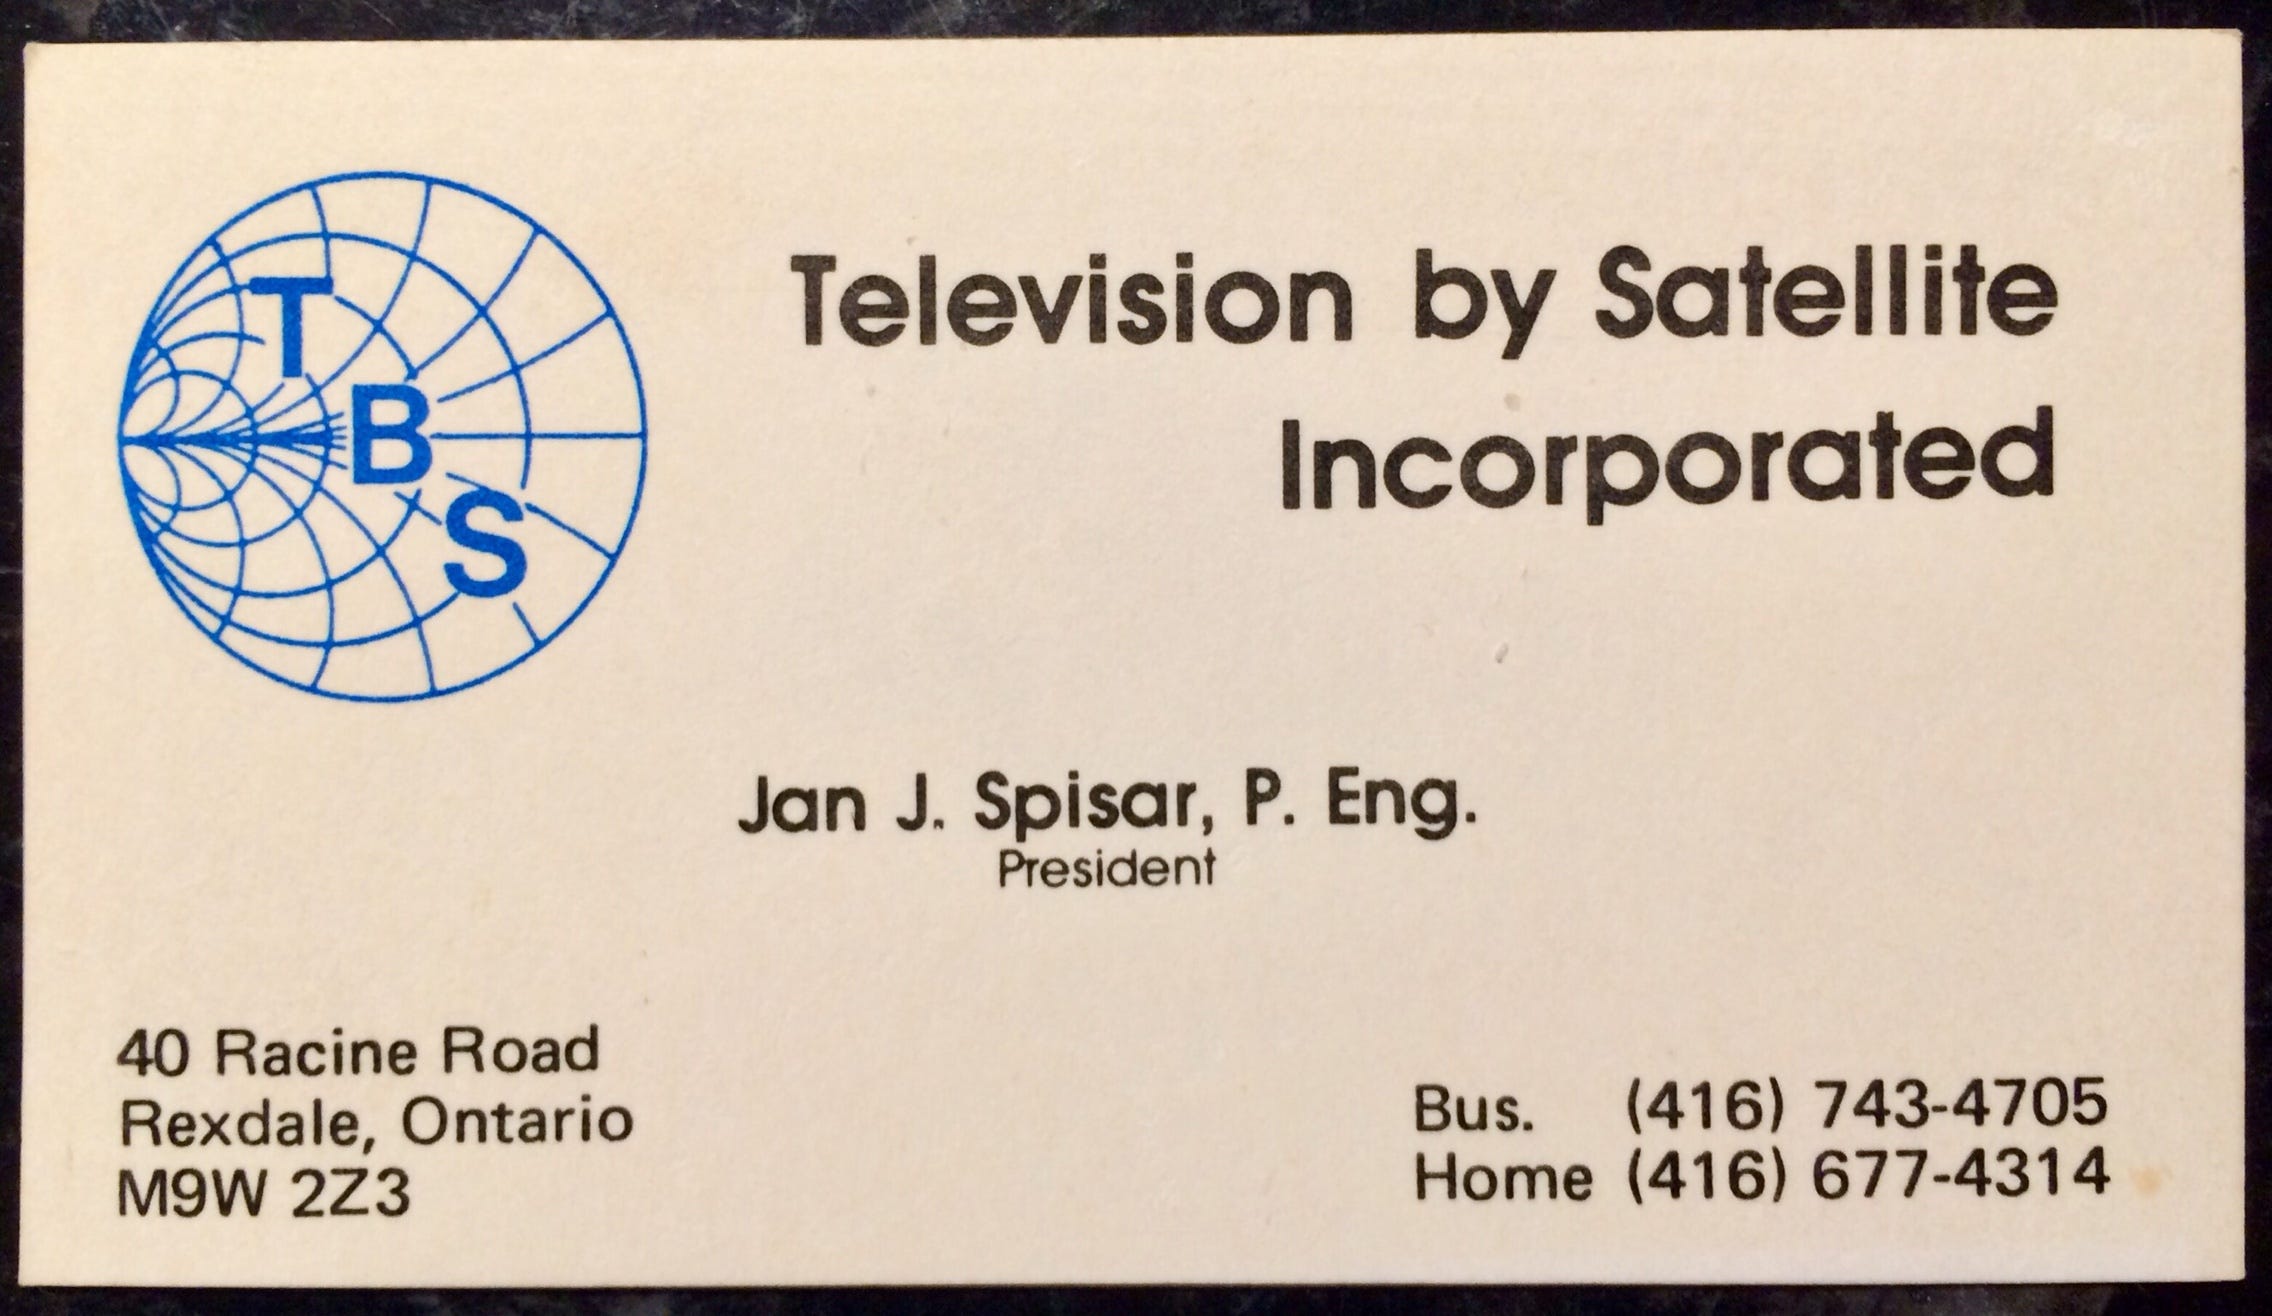 T
B
S
Television by Satellite
Incorporated
Jan J. Spisar, P. Eng.
President
40 Racine Road
Rexdale, Ontario
M9W 2Z3
Bus. (416) 743-4705
Home (416) 677-4314